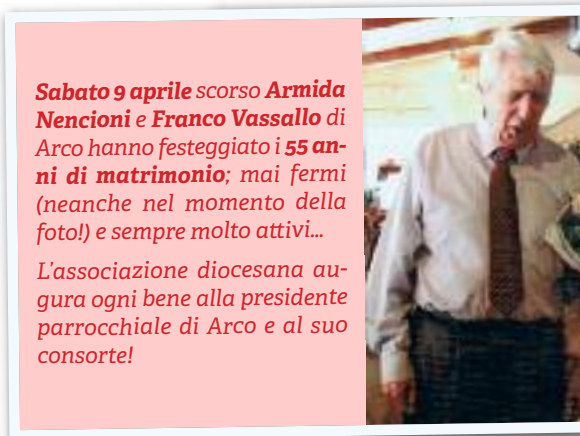 Sabato 9 aprile scorso Armida
Nencioni e Franco Vassallo di
Arco hanno festeggiato i 55 an-
ni di matrimonio; mai fermi
(neanche nel momento della
foto!) e sempre molto attivi...
L'associazione diocesana au-
gura ogni bene alla presidente
parrocchiale di Arco e al suo
consorte!